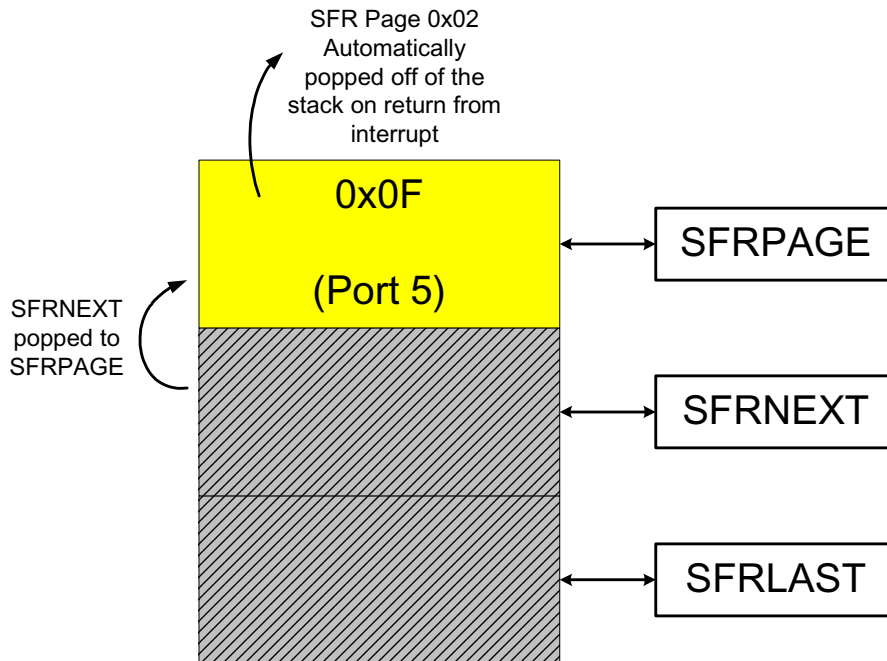 SFR Page 0x02
Automatically
popped off of the
stack on return from
interrupt
0x0F
(Port 5)
SFRPAGE
SFRNEXT
popped to
SFRPAGE
SFRNEXT
SFRLAST